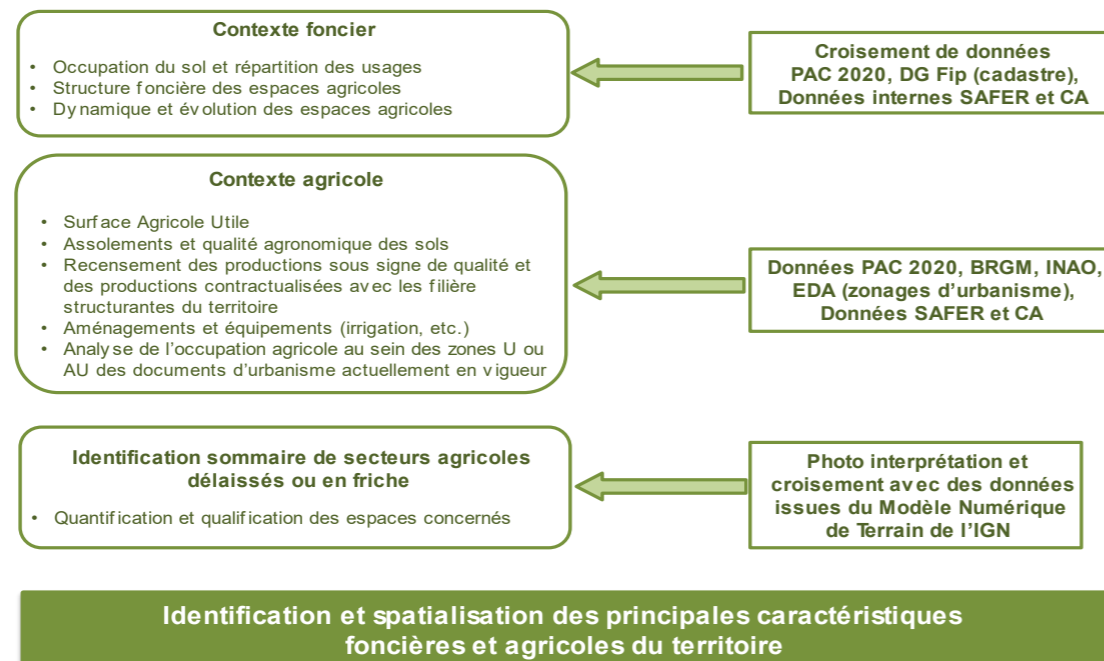 Contexte foncier
• Occupation du sol et répartition des usages
• Structure foncière des espaces agricoles
• Dynamique et évolution des espaces agricoles
Croisement de données
PAC 2020, DG Fip (cadastre),
Données internes SAFER et CA
Contexte agricole
• Surface Agricole Utile
• Assolements et qualité agronomique des sols
• Recensement des productions sous signe de qualité et
des productions contractualisées avec les filière
structurantes du territoire
• Aménagements et équipements (irrigation, etc.)
• Analyse de l'occupation agricole au sein des zones U ou
AU des documents d'urbanisme actuellement en vigueur
Données PAC 2020, BRGM, INAO,
EDA (zonages d'urbanisme),
Données SAFER et CA
Identification sommaire de secteurs agricoles
délaissés ou en friche
• Quantification et qualification des espaces concernés
Photo interprétation et
croisement avec des données
issues du Modèle Numérique
de Terrain de l'IGN
Identification et spatialisation des principales caractéristiques
foncières et agricoles du territoire